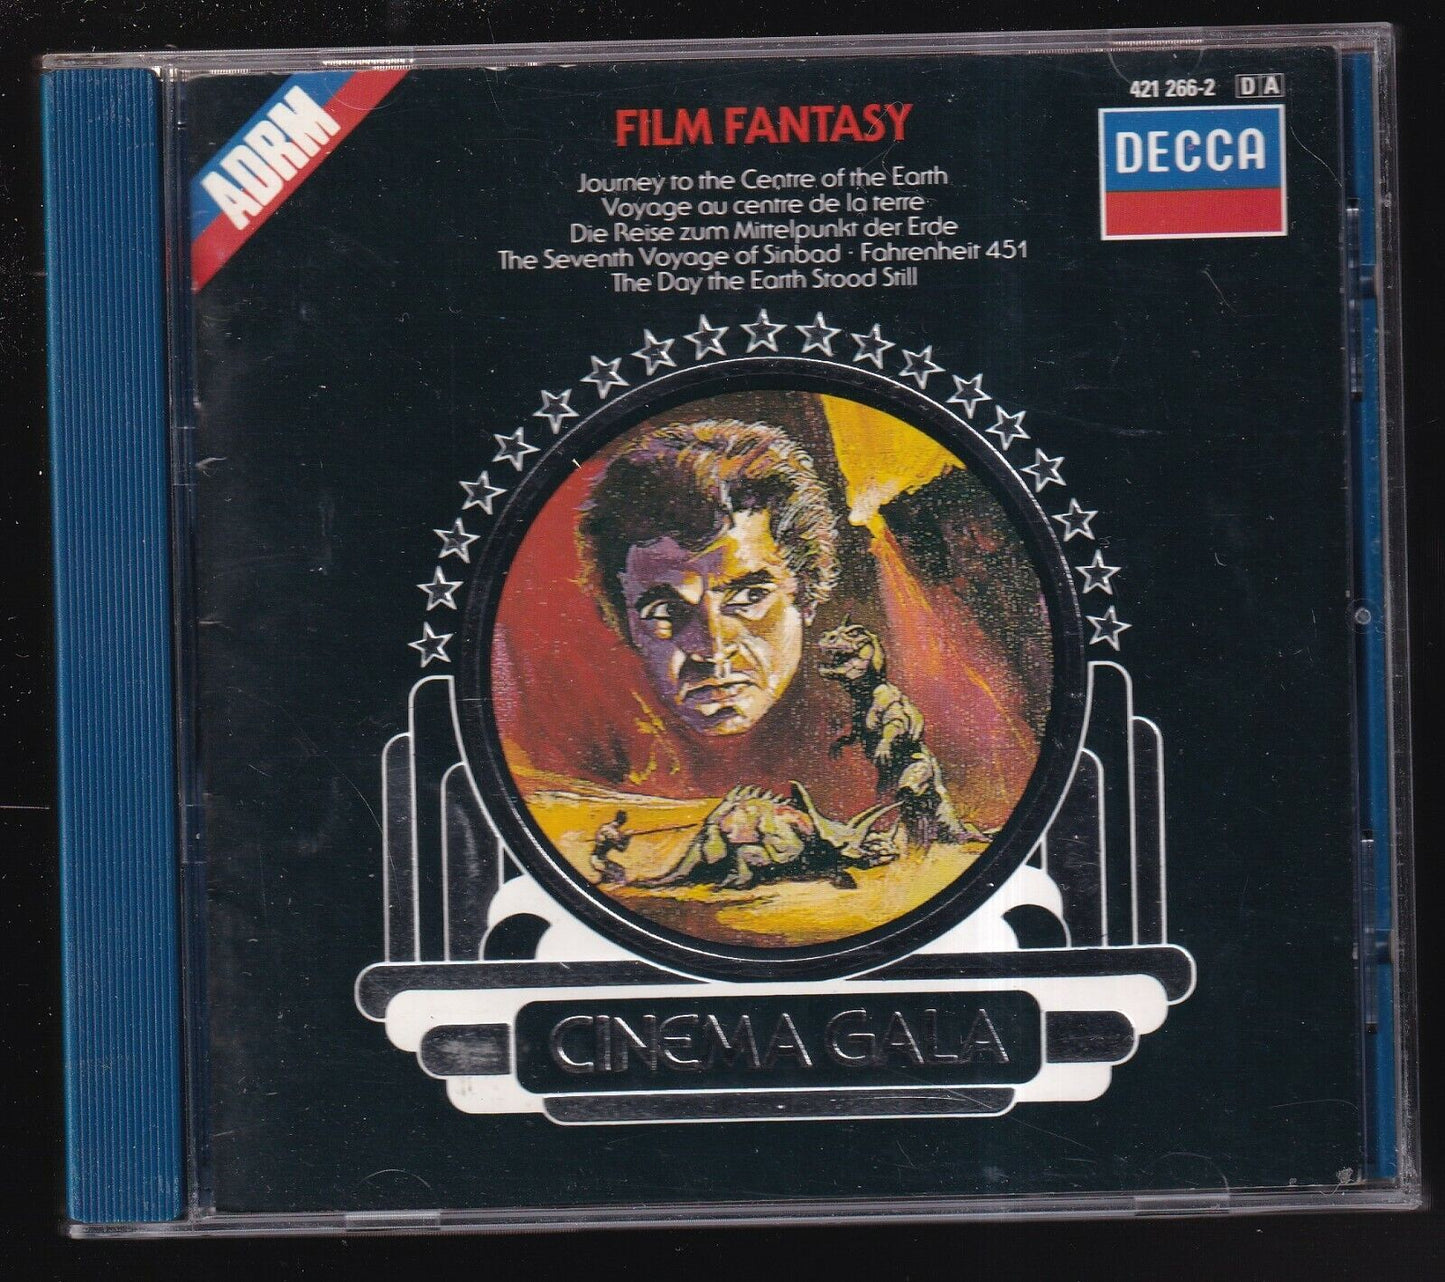 ADRM
421 266-2 DA
DECCA
FILM FANTASY
Journey to the Centre of the Earth
Voyage au centre de la terre
Die Reise zum Mittelpunkt der Erde
The Seventh Voyage of Sinbad · Fahrenheit 451
The Day the Earth Stood Still
CINEMA GALA